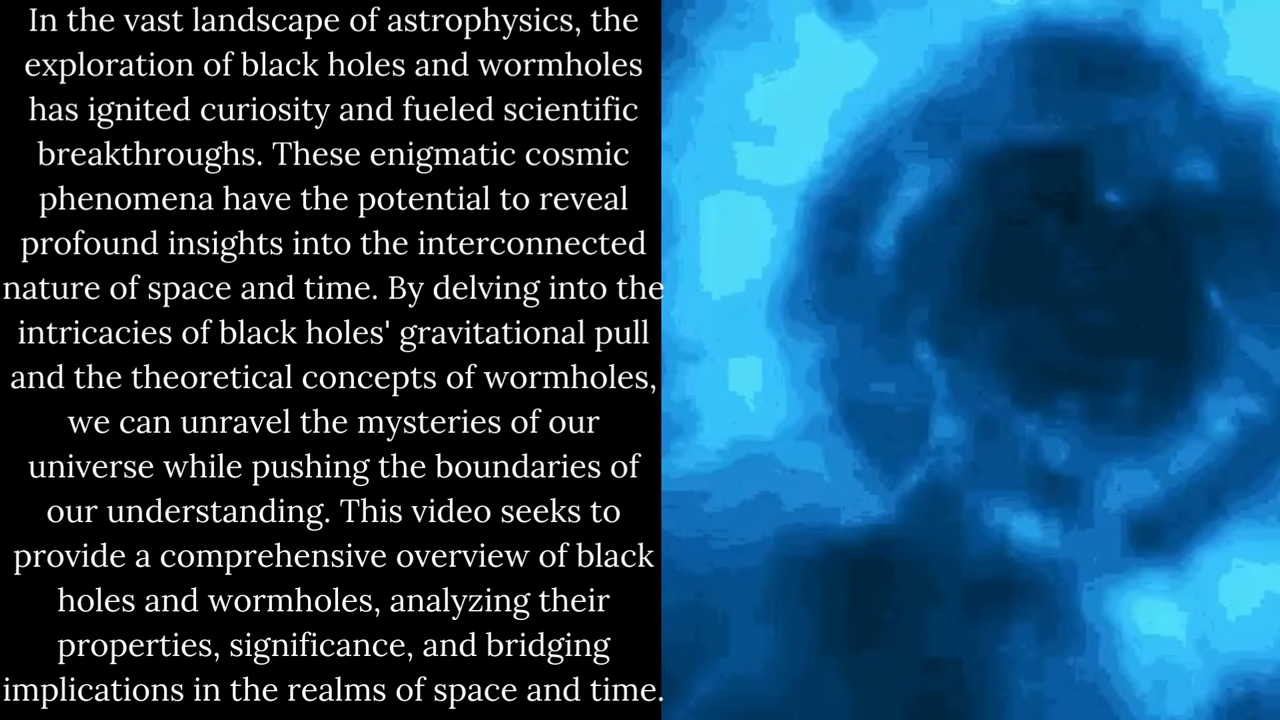 In the vast landscape of astrophysics, the
exploration of black holes and wormholes
has ignited curiosity and fueled scientific
breakthroughs. These enigmatic cosmic
phenomena have the potential to reveal
profound insights into the interconnected
nature of space and time. By delving into the
intricacies of black holes' gravitational pull
and the theoretical concepts of wormholes,
we can unravel the mysteries of our
universe while pushing the boundaries of
our understanding. This video seeks to
provide a comprehensive overview of black
holes and wormholes, analyzing their
properties, significance, and bridging
implications in the realms of space and time.